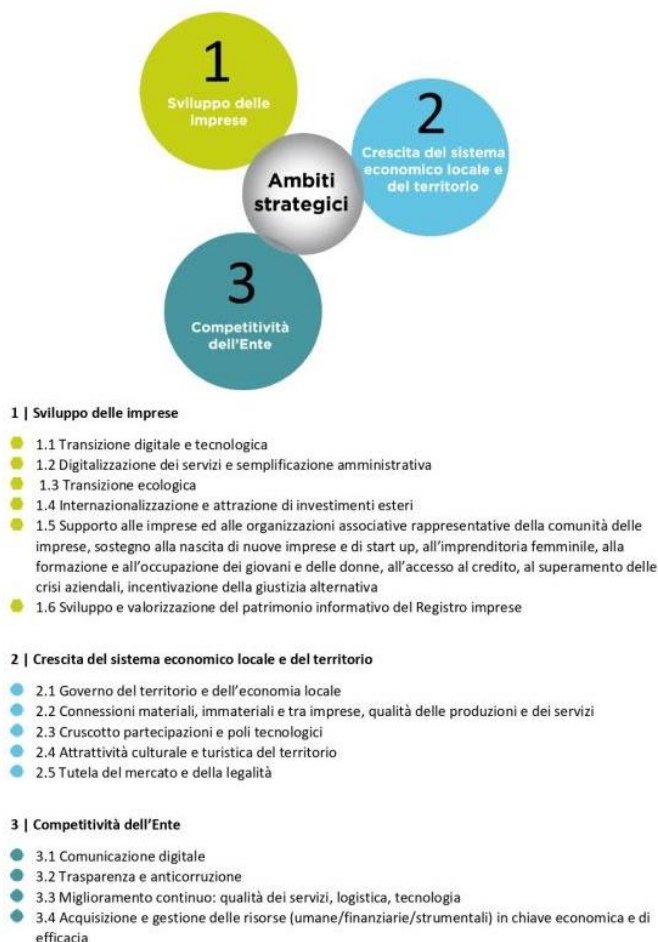 1
Sviluppo delle
imprese
2
Crescita del sistema
economico locale e
del territorio
Ambiti
strategici
3
Competitività
dell'Ente
1 | Sviluppo delle imprese
1.1 Transizione digitale e tecnologica
1.2 Digitalizzazione dei servizi e semplificazione amministrativa
1.3 Transizione ecologica
1.4 Internazionalizzazione e attrazione di investimenti esteri
1.5 Supporto alle imprese ed alle organizzazioni associative rappresentative della comunità delle
imprese, sostegno alla nascita di nuove imprese e di start up, all'imprenditoria femminile, alla
formazione e all'occupazione dei giovani e delle donne, all'accesso al credito, al superamento delle
crisi aziendali, incentivazione della giustizia alternativa
1.6 Sviluppo e valorizzazione del patrimonio informativo del Registro imprese
2 | Crescita del sistema economico locale e del territorio
2.1 Governo del territorio e dell'economia locale
2.2 Connessioni materiali, immateriali e tra imprese, qualità delle produzioni e dei servizi
2.3 Cruscotto partecipazioni e poli tecnologici
2.4 Attrattività culturale e turistica del territorio
2.5 Tutela del mercato e della legalità
3 | Competitività dell'Ente
3.1 Comunicazione digitale
3.2 Trasparenza e anticorruzione
3.3 Miglioramento continuo: qualità dei servizi, logistica, tecnologia
3.4 Acquisizione e gestione delle risorse (umane/finanziarie/strumentali) in chiave economica e di
efficacia